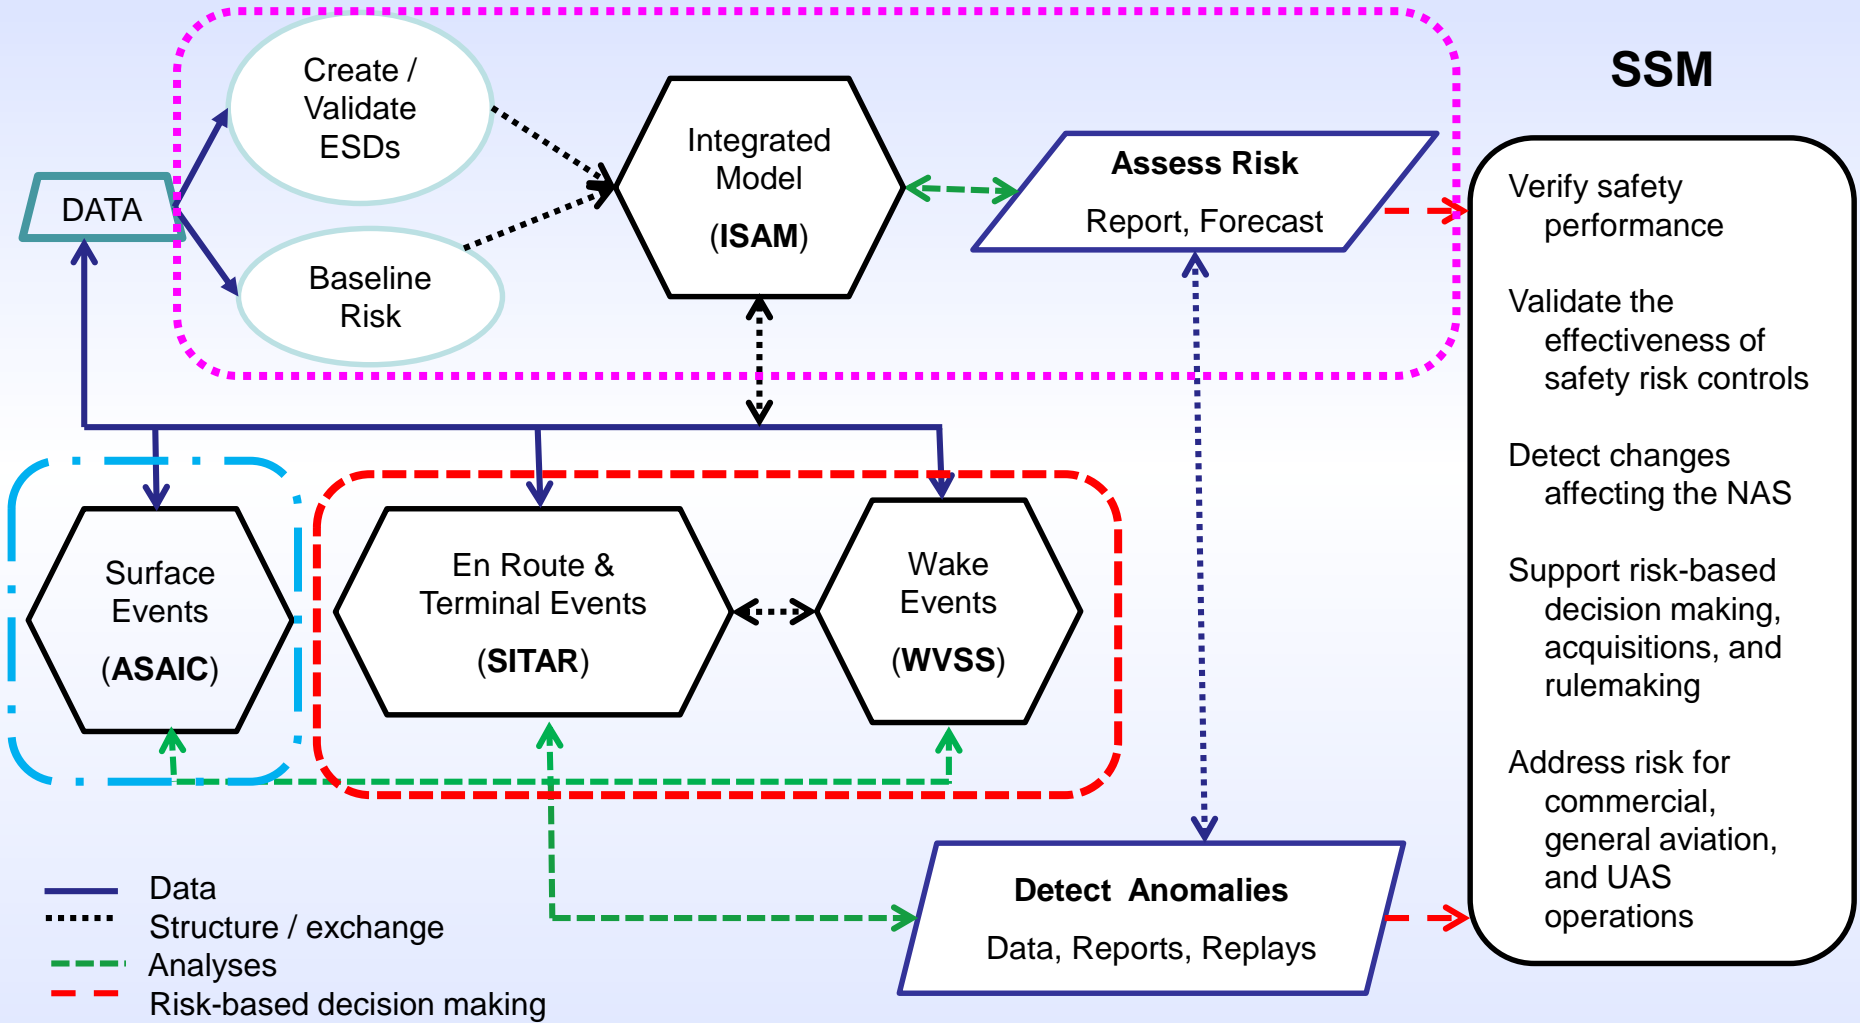 SSM
Create /
Validate
ESDs
Integrated
Model
(ISAM)
Assess Risk
Report, Forecast
DATA
Baseline
Risk
Verify safety
performance
Validate the
effectiveness of
safety risk controls
Detect changes
affecting the NAS
Support risk-based
decision making,
acquisitions, and
rulemaking
Address risk for
commercial,
general aviation,
and UAS
operations
Surface
Events
(ASAIC)
En Route &
Terminal Events
(SITAR)
Wake
Events
(WVSS)
Detect Anomalies
Data, Reports, Replays
Data
Structure / exchange
Analyses
Risk-based decision making